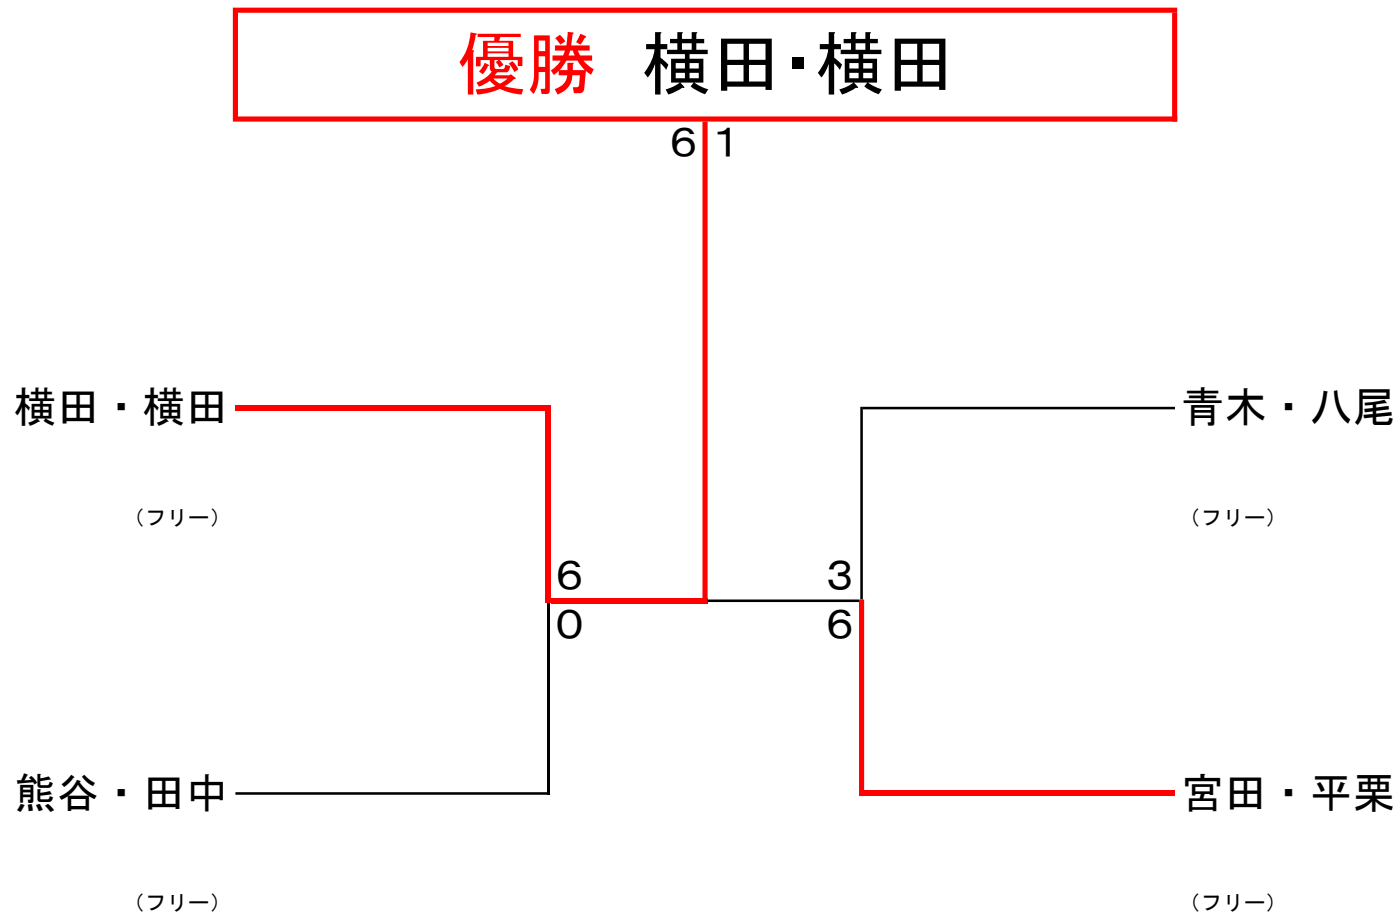 優勝　横田・横田
6 1
横田・横田
青木・八尾
（フリー）
（フリー）
6
3
0
6
熊谷・田中
宮田・平栗
（フリー）
（フリー）